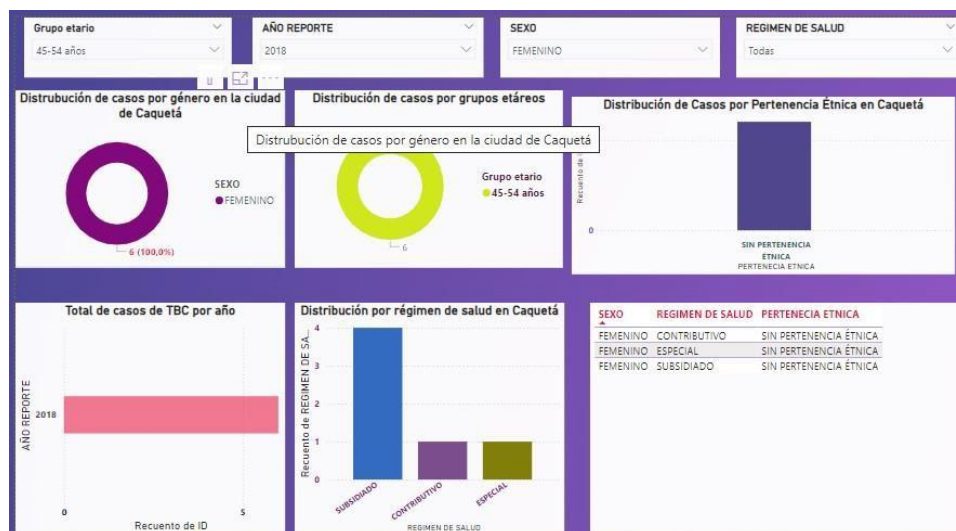 Grupo etario
45-54 años
AÑO REPORTE
2018
SEXO
FEMENINO
REGIMEN DE SALUD
Todas
Distrubución de casos por género en la ciudad
de Caquetá
SEXO
FEMENINO
6 (100,0%)
Distribución de casos por grupos etáreos
Distrubución de casos por género en la ciudad de Caquetá
Grupo etario
45-54 años
6
Distribución de Casos por Pertenencia Étnica en Caquetá
0
SIN PERTENENCIA
ÉTNICA
PERTENECIA ETNICA
Total de casos de TBC por año
AÑO REPORTE
2018
0
5
Recuento de ID
Distribución por régimen de salud en Caquetá
Recuento de REGIMEN DE SA...
4
3
2
1
0
SUBSIDIADO
CONTRIBUTIVO
ESPECIAL
REGIMEN DE SALUD
SEXO REGIMEN DE SALUD PERTENECIA ETNICA
FEMENINO CONTRIBUTIVO SIN PERTENENCIA ÉTNICA
FEMENINO ESPECIAL SIN PERTENENCIA ÉTNICA
FEMENINO SUBSIDIADO SIN PERTENENCIA ÉTNICA